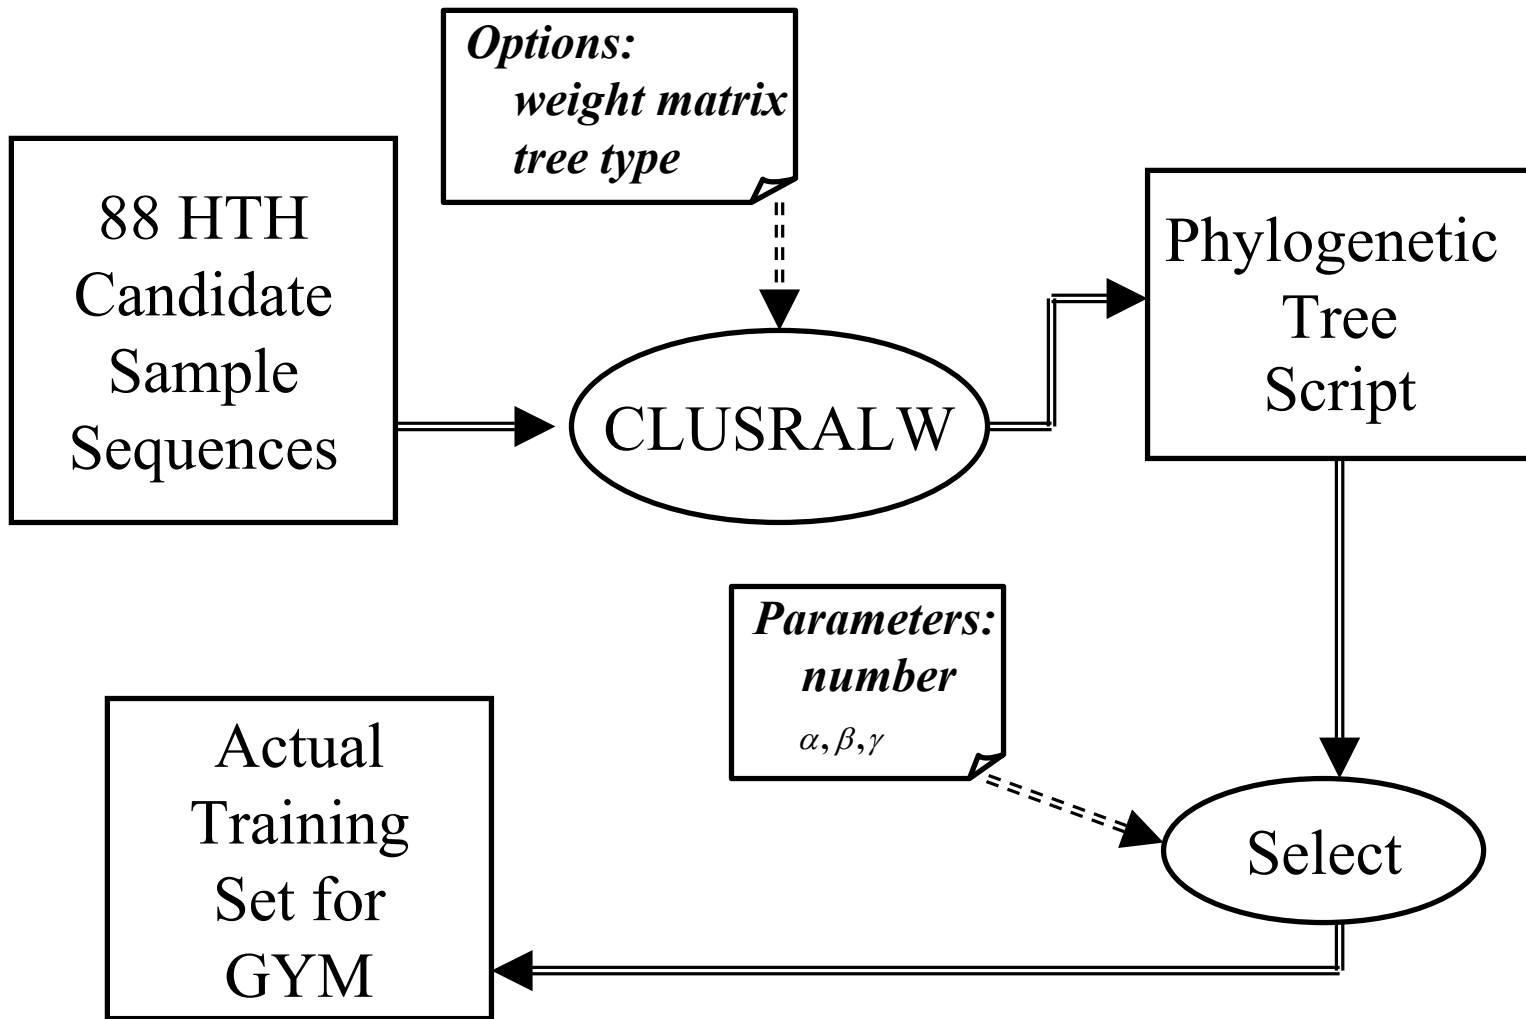 Options:
weight matrix
tree type
88 HTH
Candidate
Sample
Sequences
CLUSRALW
Phylogenetic
Tree
Script
Parameters:
number
α, β, γ
Select
Actual
Training
Set for
GYM